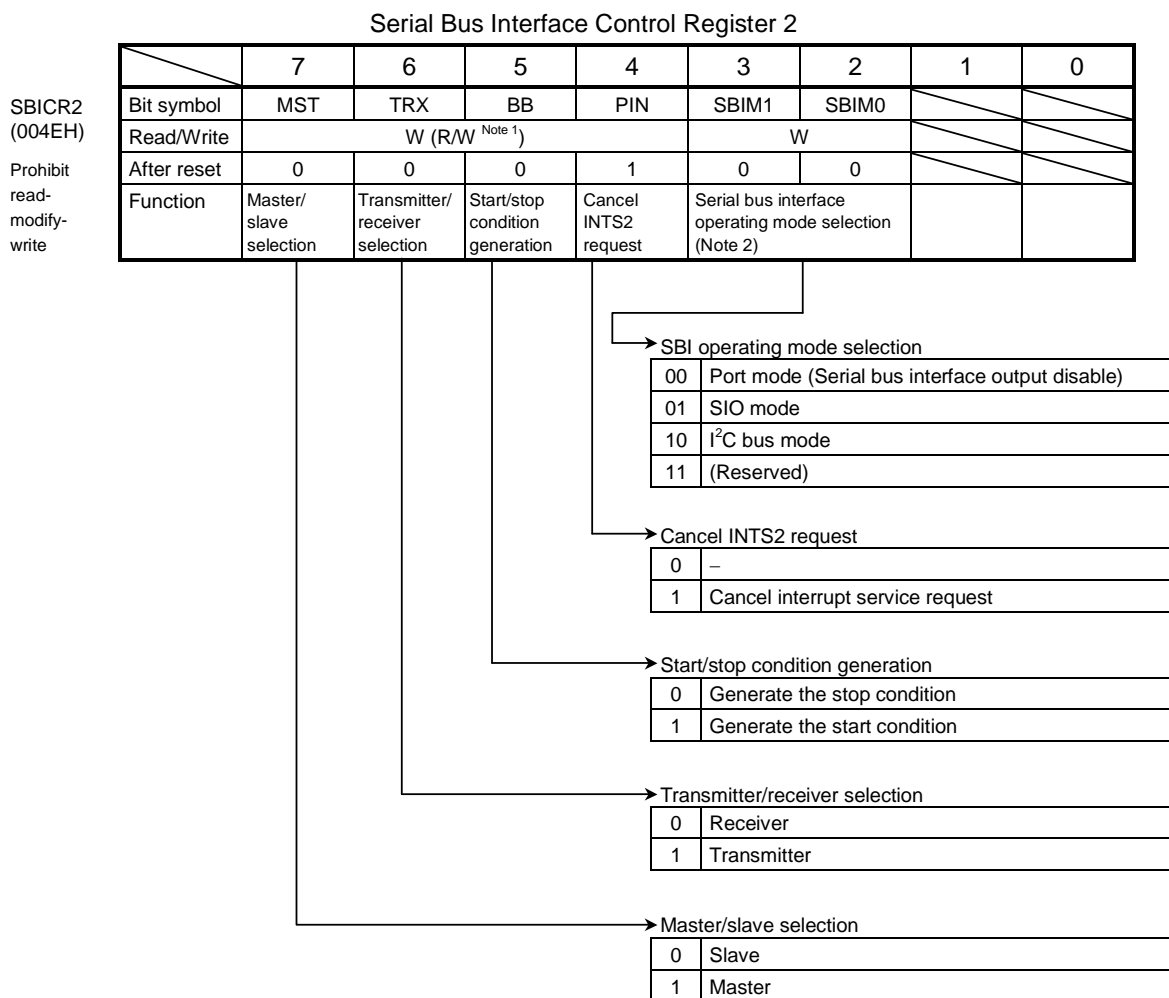 Serial Bus Interface Control Register 2
7 6 5 4 3 2 1 0
SBICR2
(004EH)
Prohibit
read-
modify-
write
Bit symbol MST TRX BB PIN SBIM1 SBIM0
Read/Write W (R/W Note 1) W
After reset 0 0 0 1 0 0
Function
Master/
slave
selection
Transmitter/
receiver
selection
Start/stop
condition
generation
Cancel
INTS2
request
Serial bus interface
operating mode selection
(Note 2)
SBI operating mode selection
00 Port mode (Serial bus interface output disable)
01 SIO mode
10 I²C bus mode
11 (Reserved)
Cancel INTS2 request
0 –
1 Cancel interrupt service request
Start/stop condition generation
0 Generate the stop condition
1 Generate the start condition
Transmitter/receiver selection
0 Receiver
1 Transmitter
Master/slave selection
0 Slave
1 Master